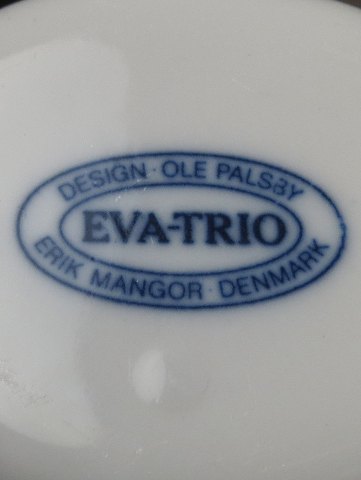 DESIGN · OLE PALSBY
EVA-TRIO
ERIK MANGOR · DENMARK